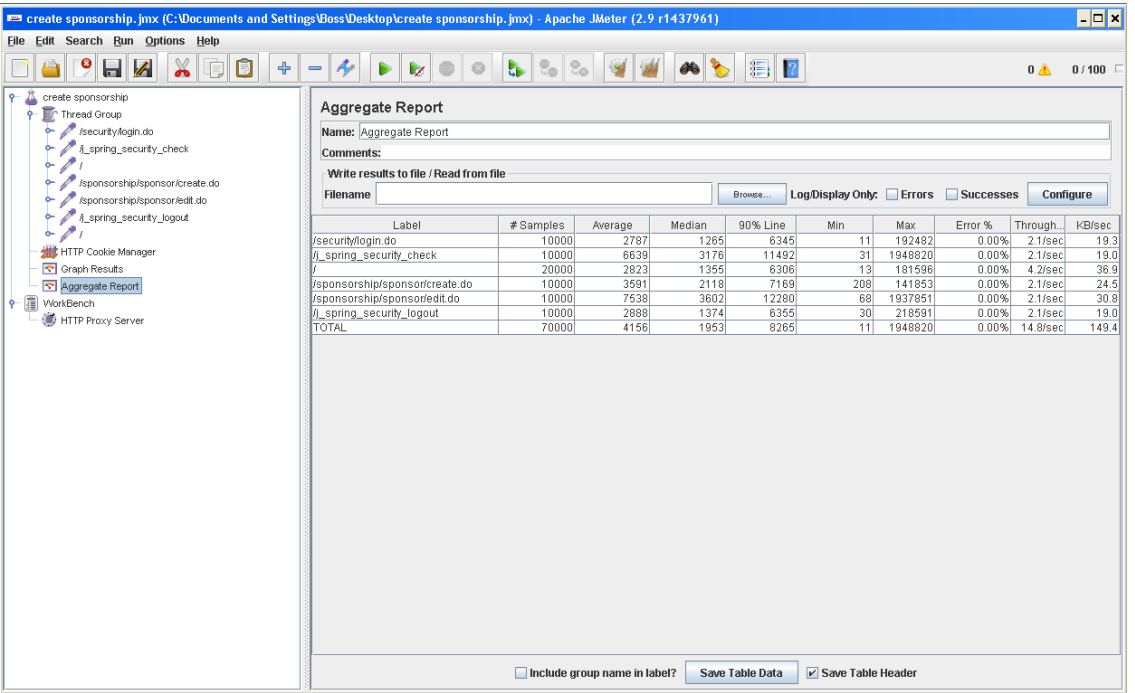 create sponsorship.jmx (C:\Documents and Settings\Boss\Desktop\create sponsorship.jmx) - Apache JMeter (2.9 r1437961)
File Edit Search Run Options Help
0 0 / 100
create sponsorship
Thread Group
/security/login.do
/j_spring_security_check
/
/sponsorship/sponsor/create.do
/sponsorship/sponsor/edit.do
/j_spring_security_logout
/
HTTP Cookie Manager
Graph Results
Aggregate Report
WorkBench
HTTP Proxy Server
Aggregate Report
Name: Aggregate Report
Comments:
Write results to file / Read from file
Filename Browse... Log/Display Only: Errors Successes Configure
Label # Samples Average Median 90% Line Min Max Error % Through... KB/sec
/security/login.do 10000 2787 1265 6345 11 192482 0.00% 2.1/sec 19.3
/j_spring_security_check 10000 6639 3176 11492 31 1948820 0.00% 2.1/sec 19.0
/ 20000 2823 1355 6306 13 181596 0.00% 4.2/sec 36.9
/sponsorship/sponsor/create.do 10000 3591 2118 7169 208 141853 0.00% 2.1/sec 24.5
/sponsorship/sponsor/edit.do 10000 7538 3602 12280 68 1937851 0.00% 2.1/sec 30.8
/j_spring_security_logout 10000 2888 1374 6355 30 218591 0.00% 2.1/sec 19.0
TOTAL 70000 4156 1953 8265 11 1948820 0.00% 14.8/sec 149.4
Include group name in label? Save Table Data Save Table Header